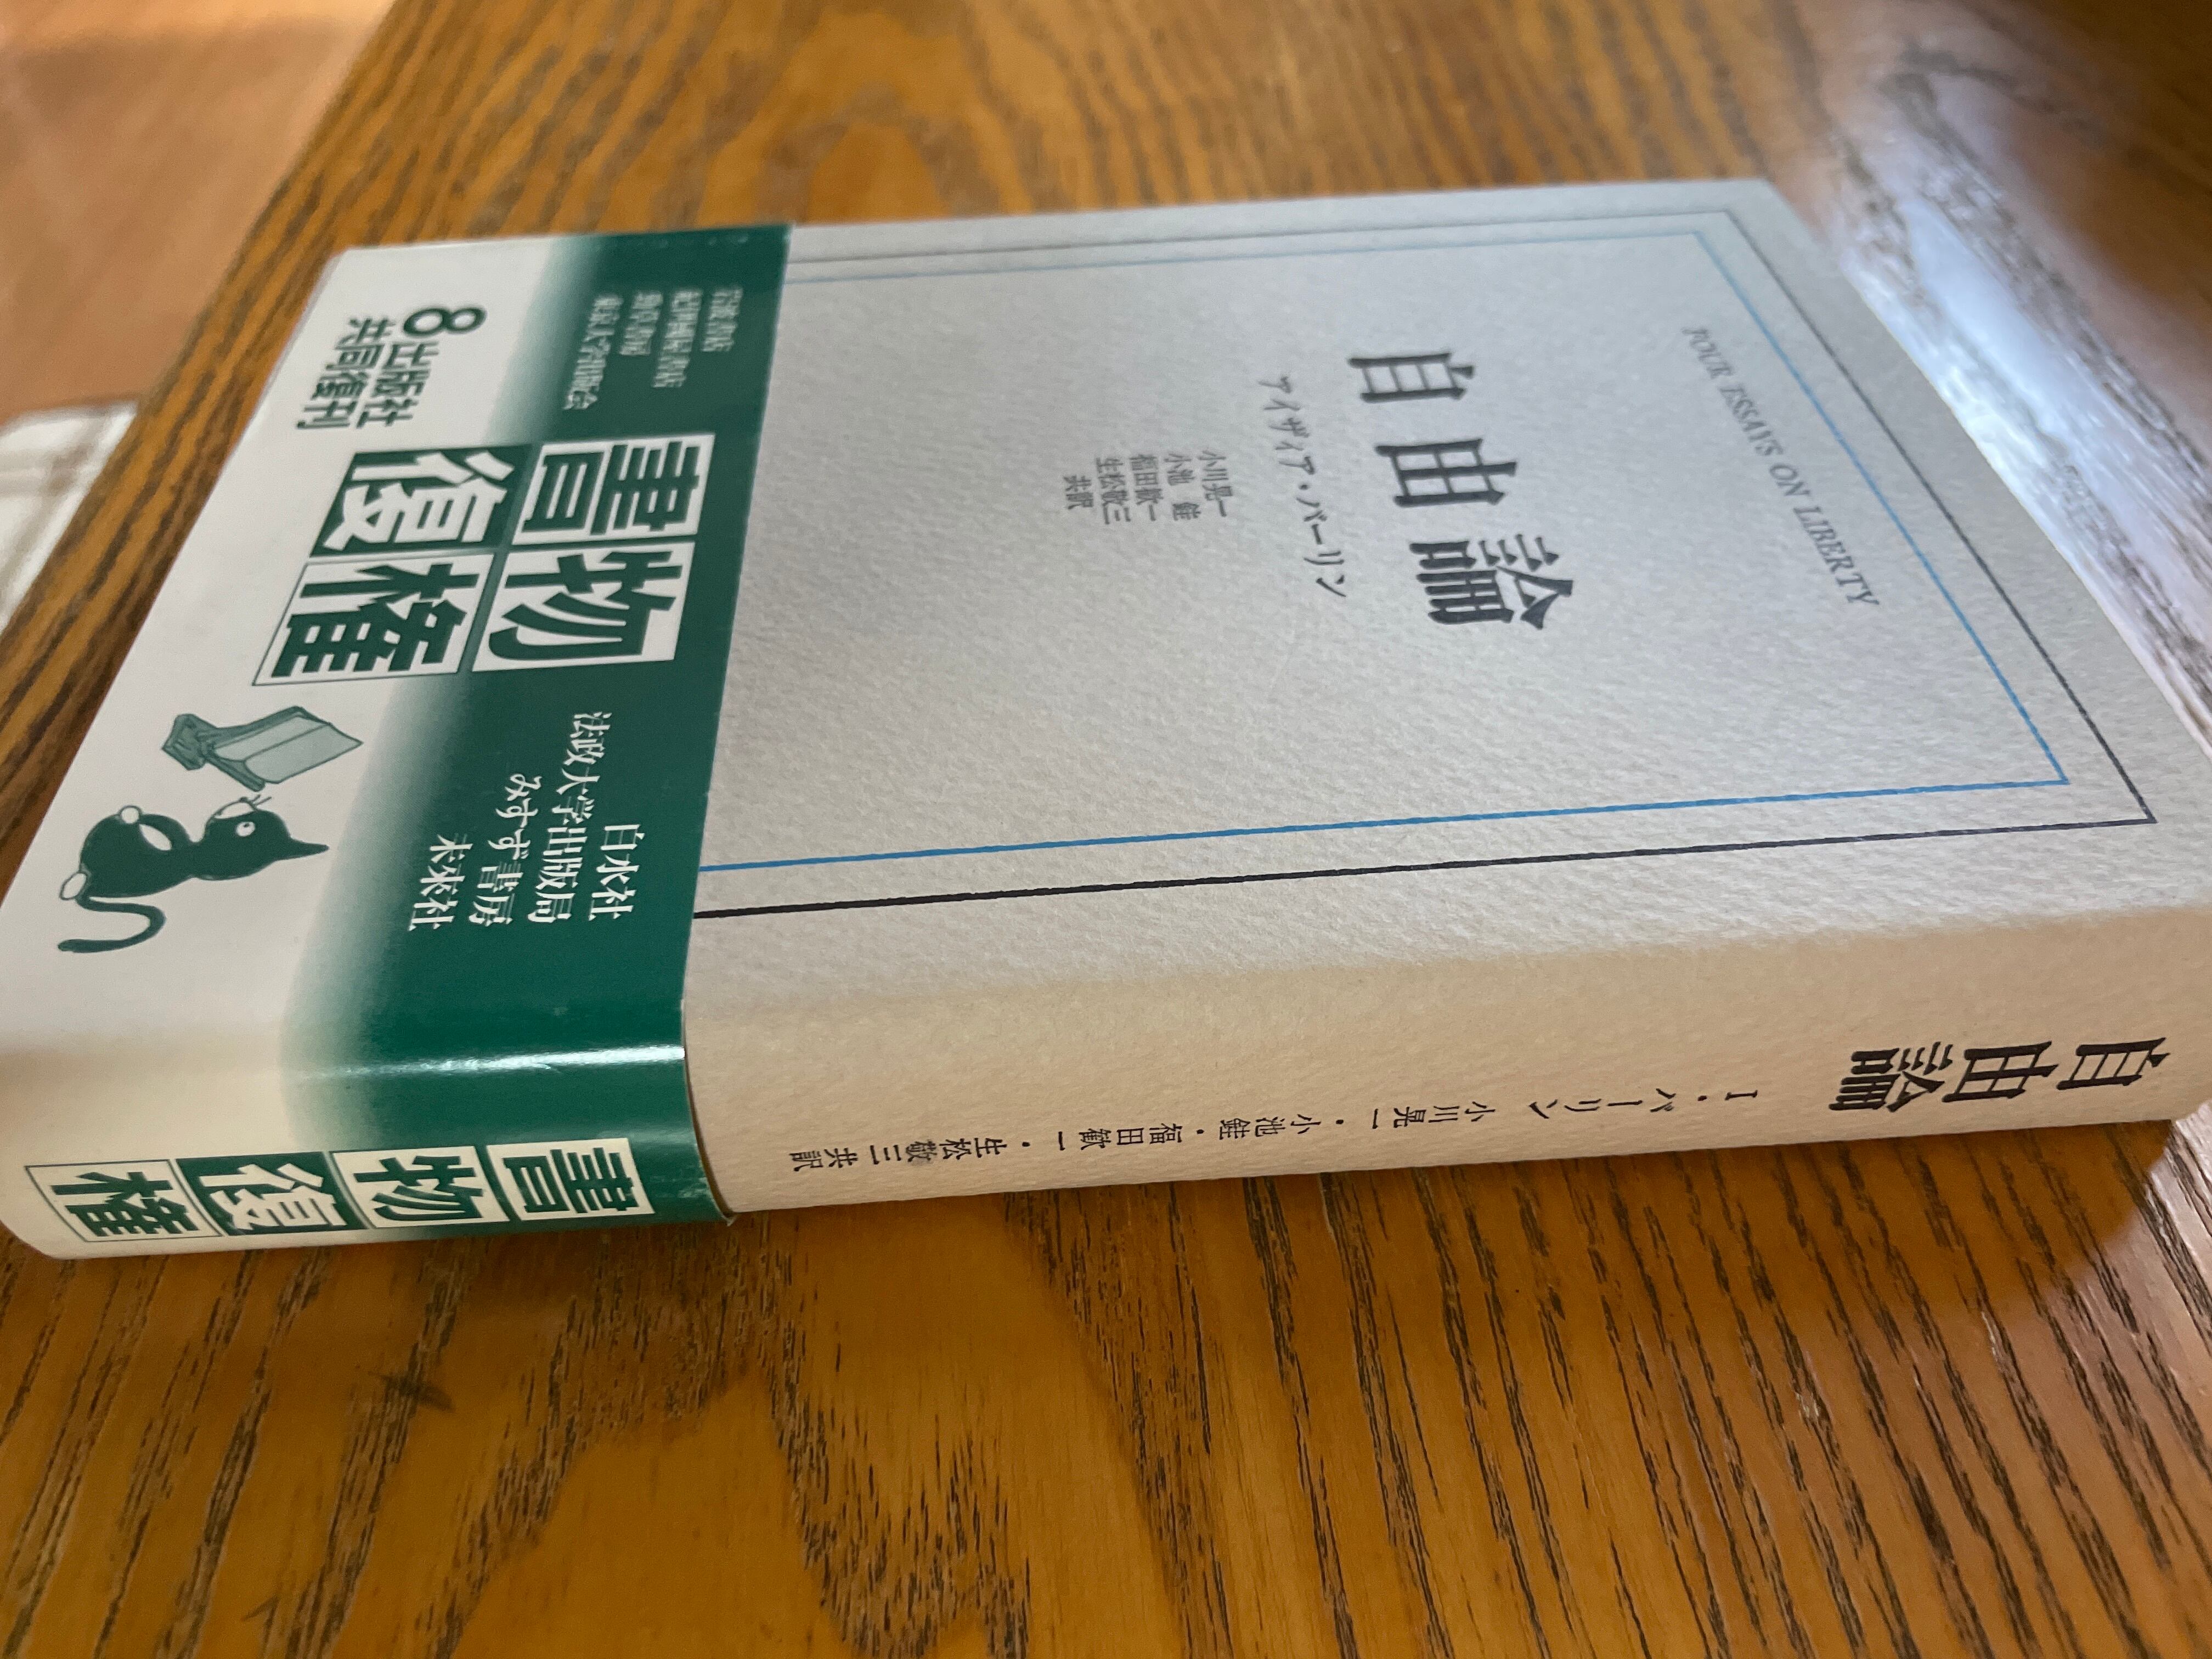 FOUR ESSAYS ON LIBERTY
自由論
アイザィア・バーリン
小川晃一
小池 銈
福田歓一
生松敬三
共訳
岩波書店
紀伊國屋書店
勁草書房
東京大学出版会
8出版社
共同復刊
書物
復権
白水社
法政大学出版局
みすず書房
未來社
自由論
I・バーリン 小川晃一・小池銈・福田歓一・生松敬三共訳
書物復権